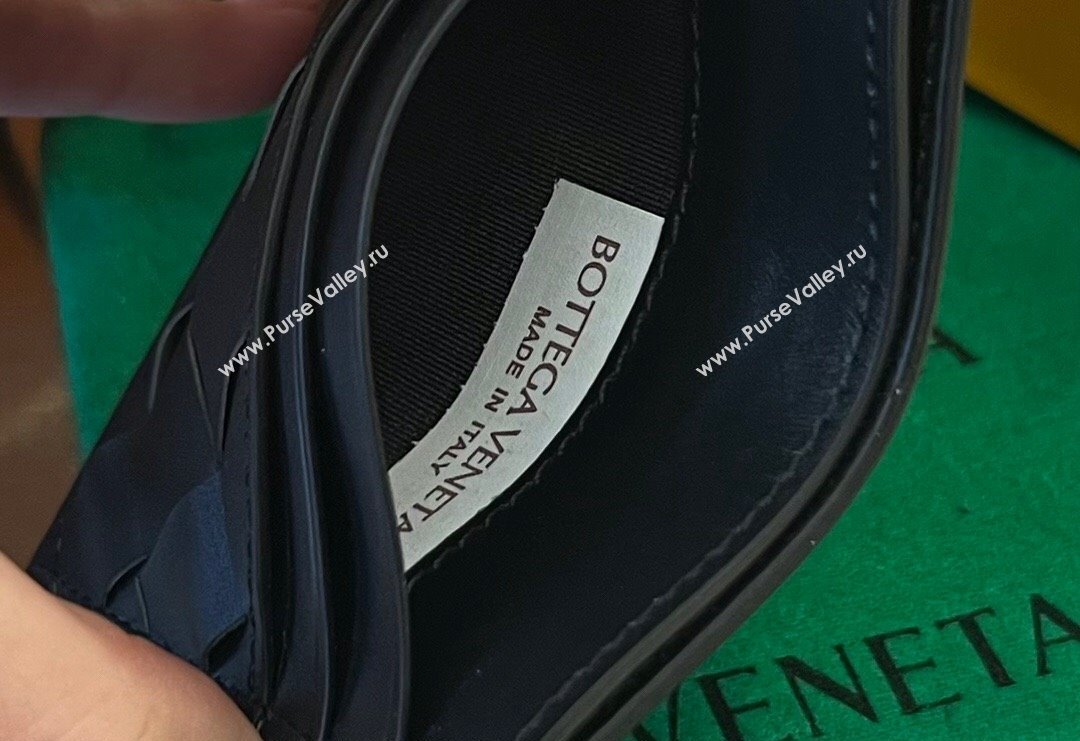 BOTTEGA VENETA
MADE IN ITALY
www.PurseValley.ru
www.PurseValley.ru
A
VENETA